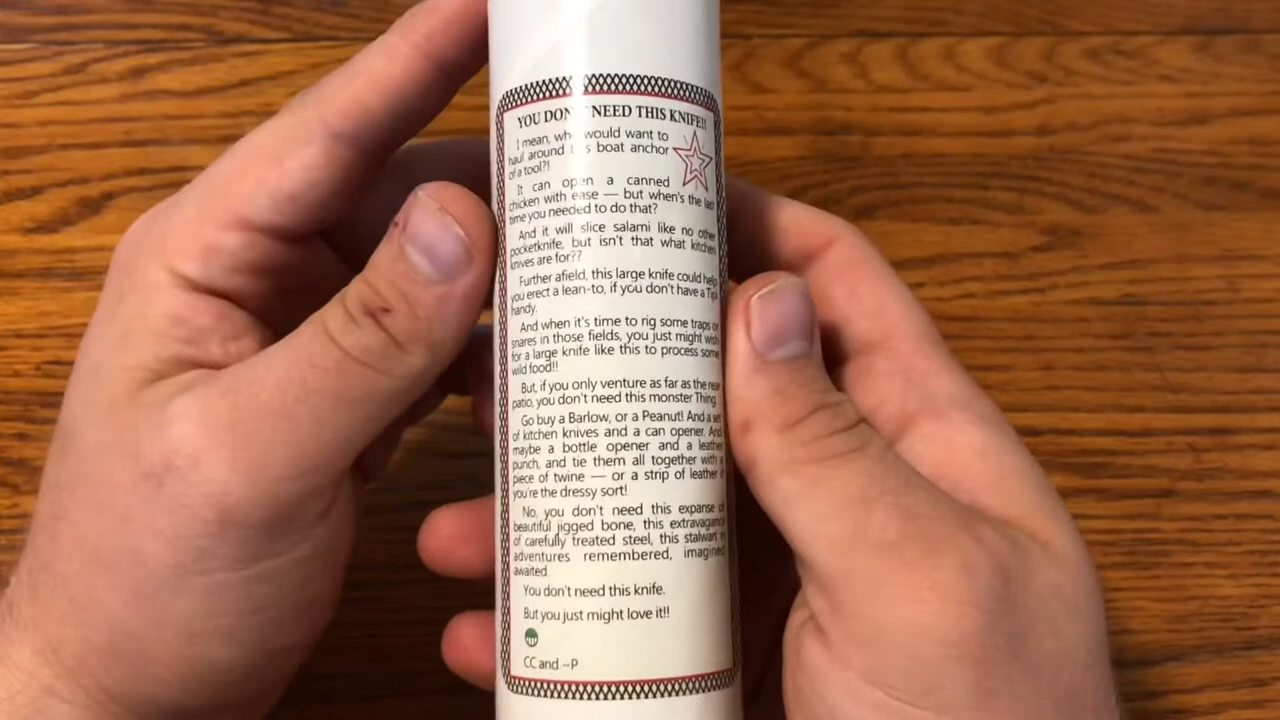 YOU DON'T NEED THIS KNIFE!!
I mean, who would want to
haul around this boat anchor
of a tool?!
It can open a canned
chicken with ease — but when's the last
time you needed to do that?
And it will slice salami like no other
pocketknife, but isn't that what kitchen
knives are for??
Further afield, this large knife could help
you erect a lean-to, if you don't have a
handy.
And when it's time to rig some traps or
snares in those fields, you just might wish
for a large knife like this to process some
wild food!!
But, if you only venture as far as the rear
patio, you don't need this monster Thing.
Go buy a Barlow, or a Peanut! And a set
of kitchen knives and a can opener. And
maybe a bottle opener and a leather
punch, and tie them all together with a
piece of twine — or a strip of leather if
you're the dressy sort!
No, you don't need this expanse of
beautiful jigged bone, this extravagance
of carefully treated steel, this stalwart
adventures remembered, imagined
awaited.
You don't need this knife.
But you just might love it!!
CC and ~P